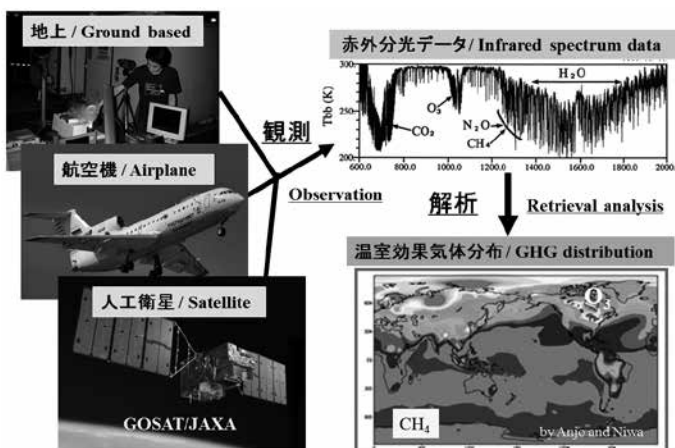 地上 / Ground based
航空機 / Airplane
人工衛星 / Satellite
GOSAT/JAXA
観測
Observation
赤外分光データ / Infrared spectrum data
Tbb (K)
300
250
200
CO₂
O₃
N₂O
CH₄
H₂O
600.0 800.0 1000.0 1200.0 1400.0 1600.0 1800.0 2000.0
解析
Retrieval analysis
温室効果気体分布 / GHG distribution
CH₄
by Anjo and Niwa